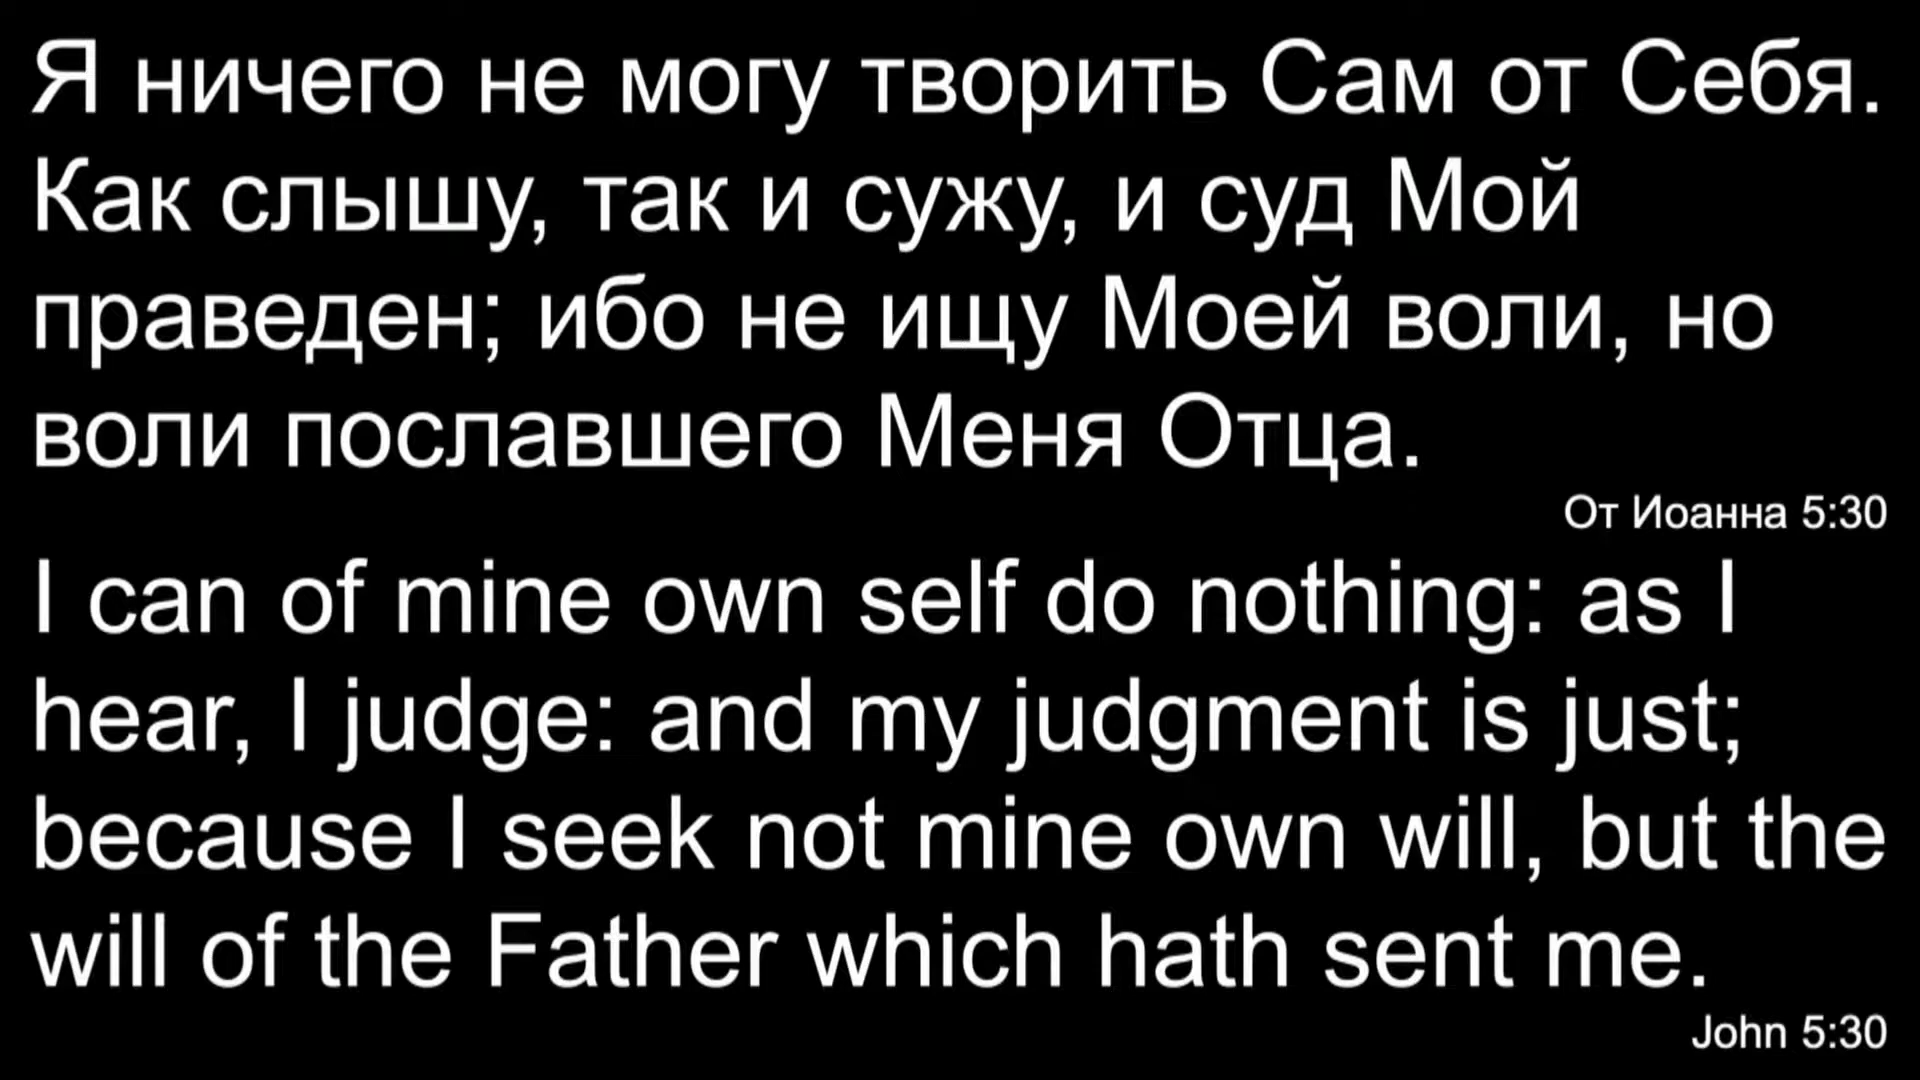 Я ничего не могу творить Сам от Себя.
Как слышу, так и сужу, и суд Мой
праведен; ибо не ищу Моей воли, но
воли пославшего Меня Отца.
От Иоанна 5:30
I can of mine own self do nothing: as I
hear, I judge: and my judgment is just;
because I seek not mine own will, but the
will of the Father which hath sent me.
John 5:30